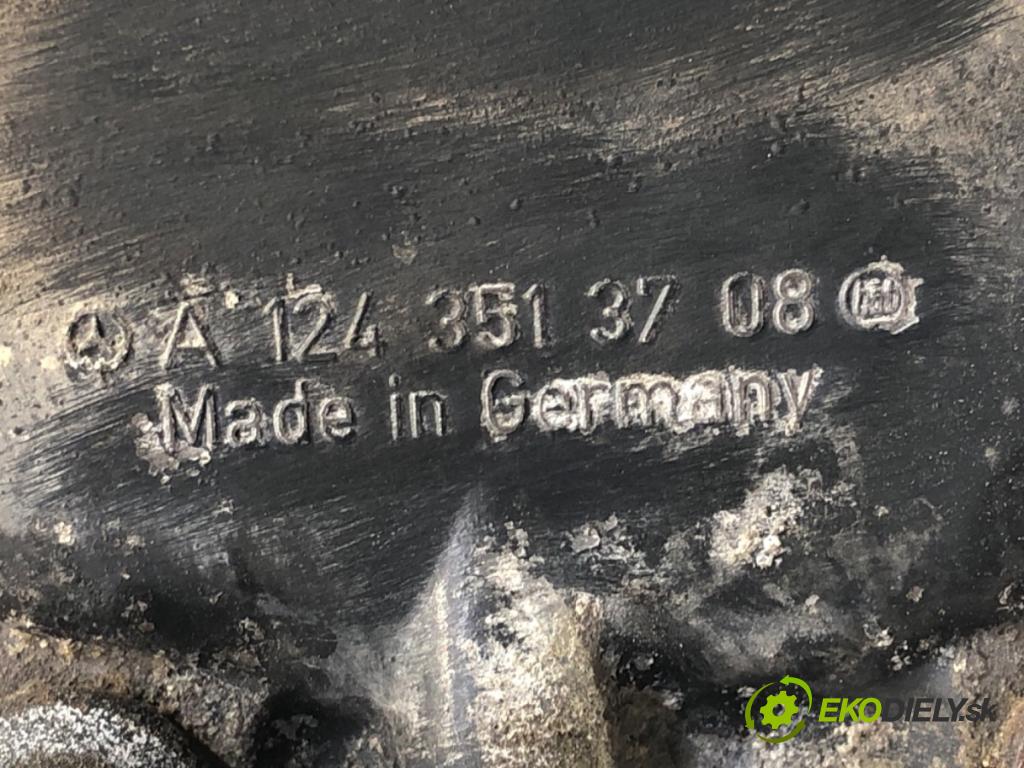 A 124 351 37 08
Made in Germany
EKODIELY.sk